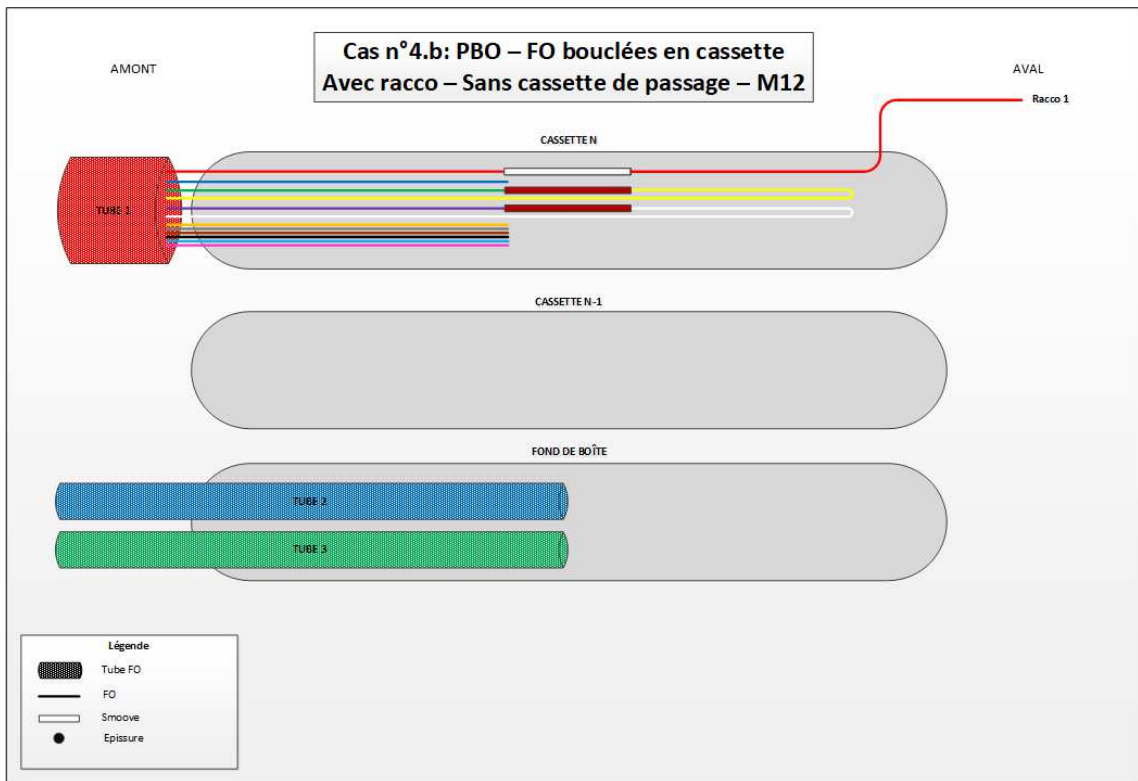 Cas n°4.b: PBO – FO bouclées en cassette
Avec racco – Sans cassette de passage – M12
AMONT
AVAL
Racco 1
CASSETTE N
TUBE 1
CASSETTE N-1
FOND DE BOÎTE
TUBE 2
TUBE 3
Légende
Tube FO
FO
Smoove
Epissure